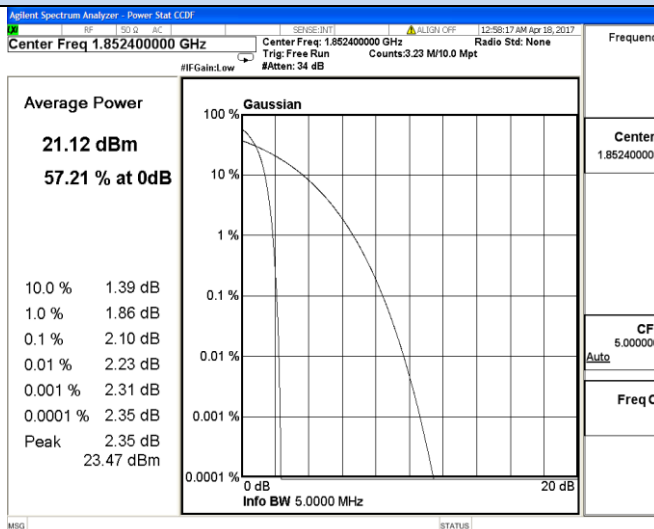 Agilent Spectrum Analyzer - Power Stat CCDF
RF 50 Ω AC SENSE:INT ALIGN OFF 12:58:17 AM Apr 18, 2017
Center Freq 1.852400000 GHz
Center Freq: 1.852400000 GHz Radio Std: None
Trig: Free Run Counts:3.23 M/10.0 Mpt
#IFGain:Low #Atten: 34 dB
Average Power
21.12 dBm
57.21 % at 0dB
10.0 % 1.39 dB
1.0 % 1.86 dB
0.1 % 2.10 dB
0.01 % 2.23 dB
0.001 % 2.31 dB
0.0001 % 2.35 dB
Peak 2.35 dB
23.47 dBm
Gaussian
100 %
10 %
1 %
0.1 %
0.01 %
0.001 %
0.0001 %
0 dB 20 dB
Info BW 5.0000 MHz
Frequenc
Center
1.85240000
CF
5.000000
Auto
Freq O
MSG STATUS